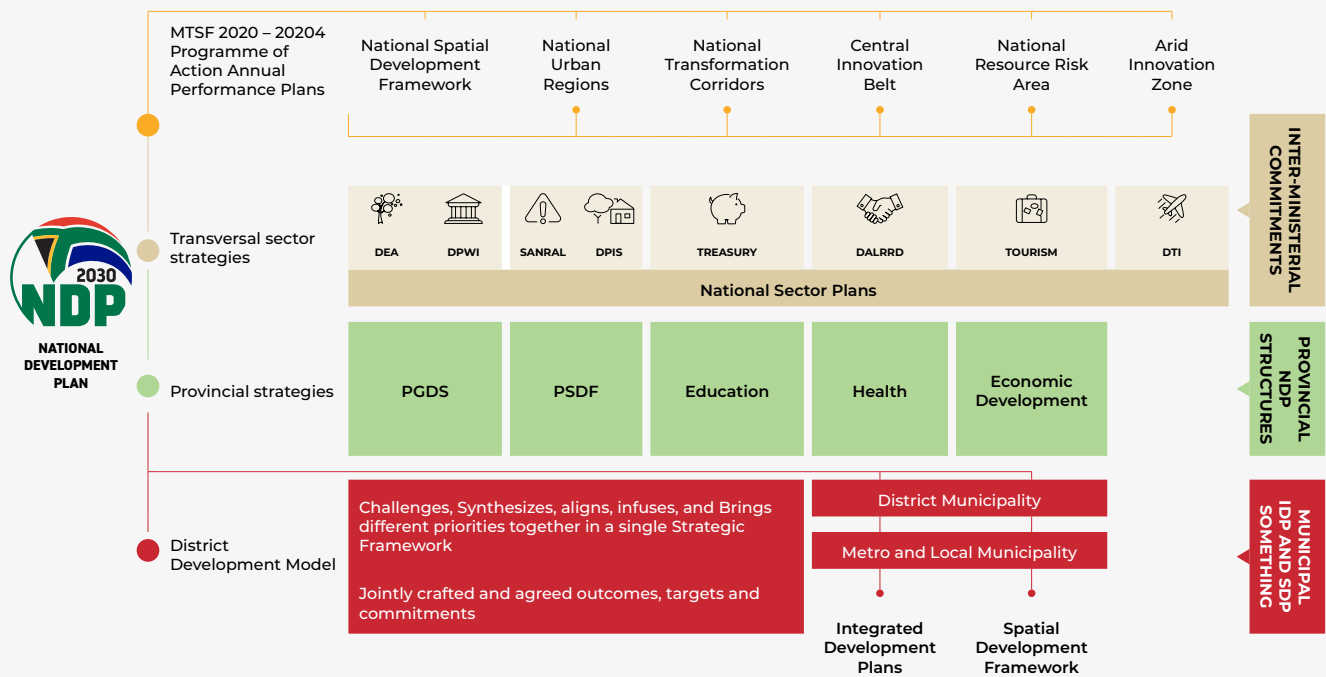 MTSF 2020 – 20204
Programme of
Action Annual
Performance Plans
National Spatial
Development
Framework
National
Urban
Regions
National
Transformation
Corridors
Central
Innovation
Belt
National
Resource Risk
Area
Arid
Innovation
Zone
2030
NDP
NATIONAL
DEVELOPMENT
PLAN
Transversal sector
strategies
DEA
DPWI
SANRAL
DPIS
TREASURY
DALRRD
TOURISM
DTI
National Sector Plans
INTER-MINISTERIAL
COMMITMENTS
Provincial strategies
PGDS
PSDF
Education
Health
Economic
Development
PROVINCIAL
NDP
STRUCTURES
District
Development Model
Challenges, Synthesizes, aligns, infuses, and Brings
different priorities together in a single Strategic
Framework
Jointly crafted and agreed outcomes, targets and
commitments
District Municipality
Metro and Local Municipality
Integrated
Development
Plans
Spatial
Development
Framework
MUNICIPAL
IDP AND SDP
SOMETHING